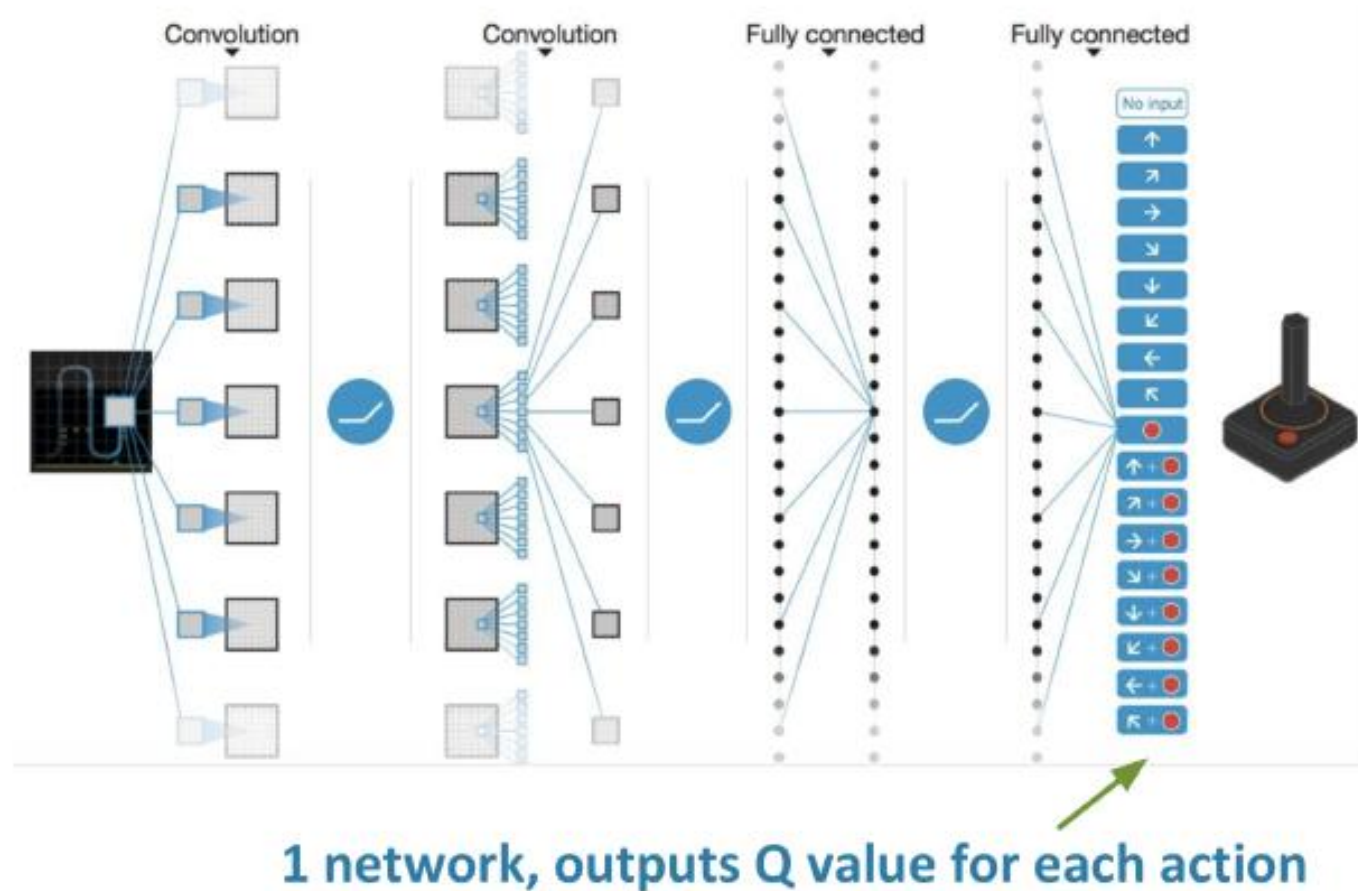 Convolution
Convolution
Fully connected
Fully connected
No input
1 network, outputs Q value for each action